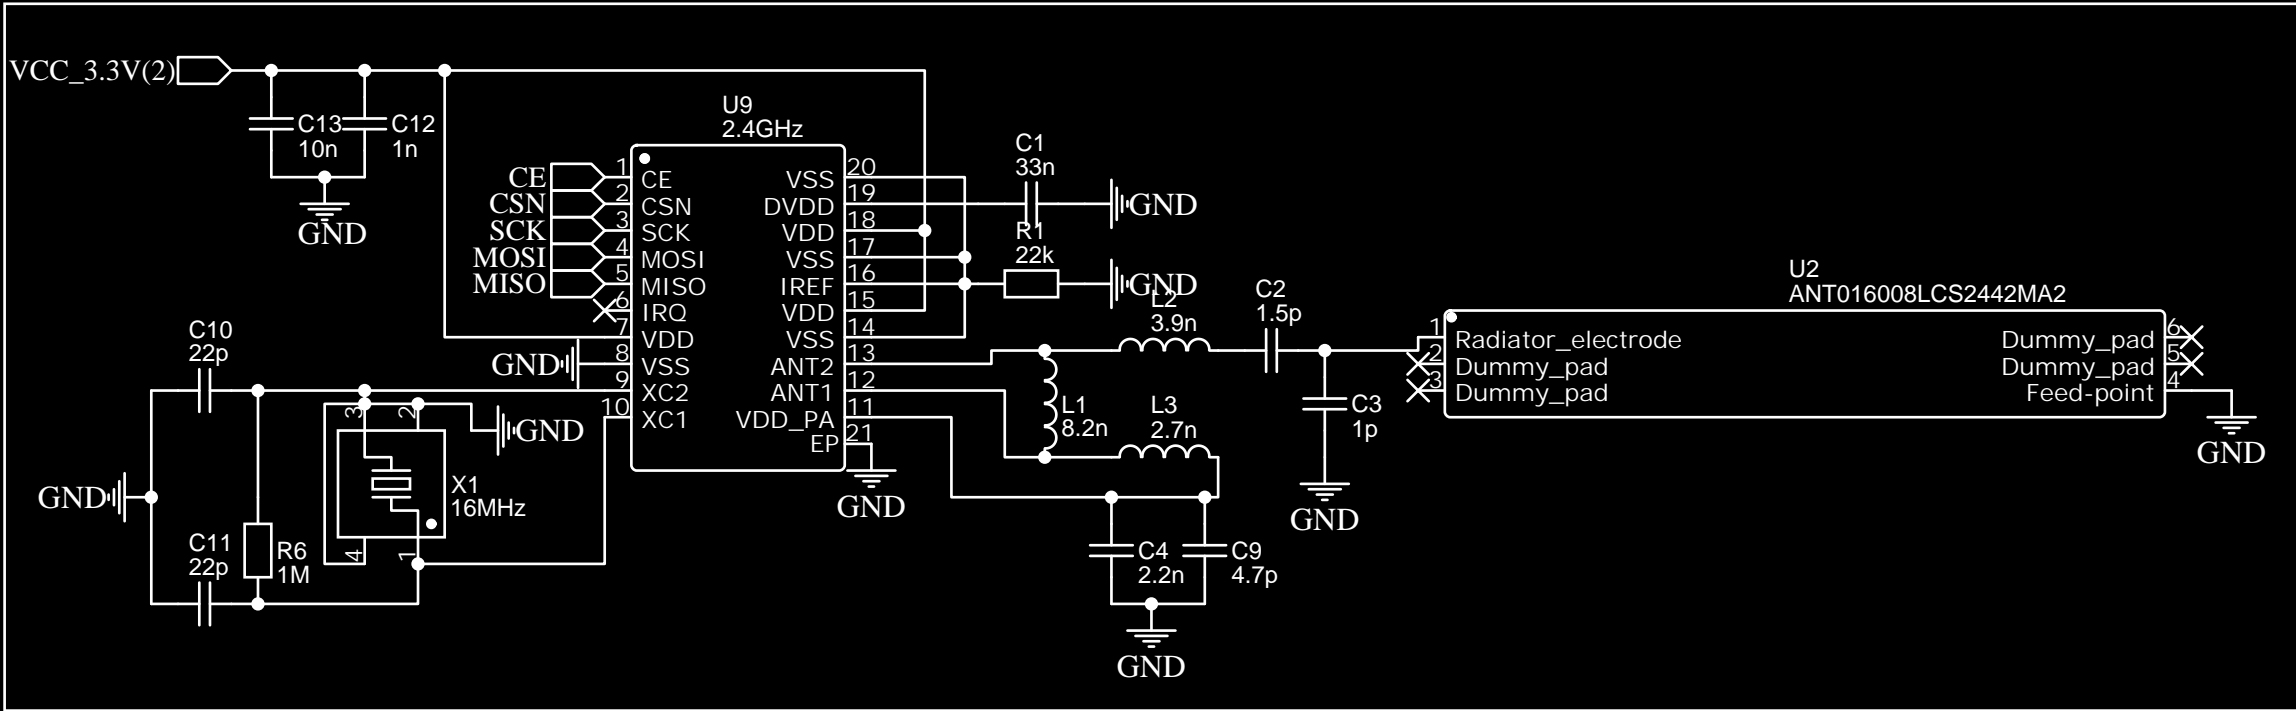 VCC_3.3V(2)
C13
10n
C12
1n
GND
U9
2.4GHz
CE
CSN
SCK
MOSI
MISO
1
2
3
4
5
6
7
8
9
10
CE
CSN
SCK
MOSI
MISO
IRQ
VDD
VSS
XC2
XC1
VSS
DVDD
VDD
VSS
IREF
VDD
VSS
ANT2
ANT1
VDD_PA
EP
20
19
18
17
16
15
14
13
12
11
21
GND
GND
C1
33n
GND
R1
22k
GND
L2
3.9n
C2
1.5p
L1
8.2n
L3
2.7n
C3
1p
GND
C4
2.2n
C9
4.7p
GND
C10
22p
GND
C11
22p
R6
1M
3
2
4
1
GND
X1
16MHz
U2
ANT016008LCS2442MA2
1
2
3
Radiator_electrode
Dummy_pad
Dummy_pad
Dummy_pad
Dummy_pad
Feed-point
6
5
4
GND